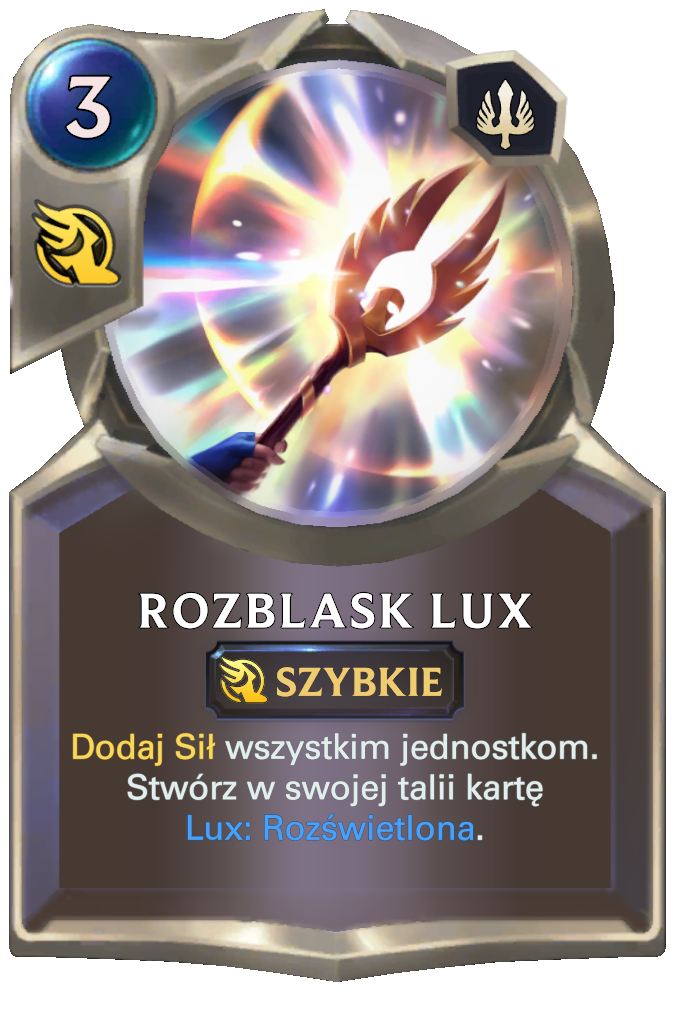 3
ROZBLASK LUX
SZYBKIE
Dodaj Sił wszystkim jednostkom.
Stwórz w swojej talii kartę
Lux: Rozświetlona.